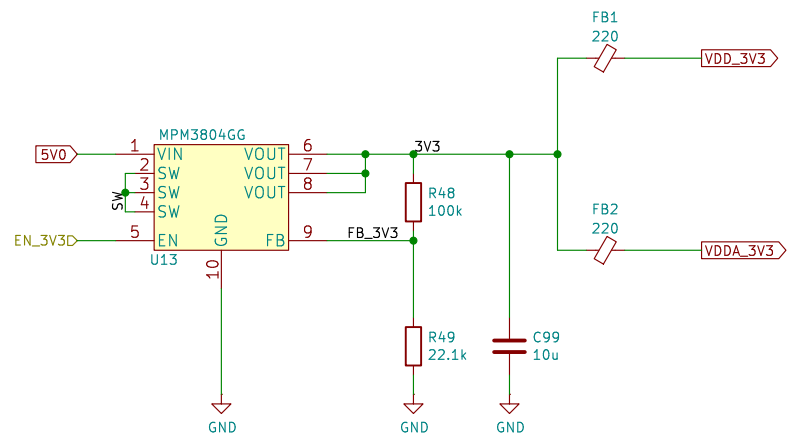 FB1
220
VDD_3V3
MPM3804GG
5V0
1
VIN
VOUT
6
3V3
2
SW
VOUT
7
3
SW
VOUT
8
SW
4
SW
R48
100k
FB2
220
EN_3V3
5
EN
GND
FB
9
FB_3V3
VDDA_3V3
U13
10
R49
22.1k
C99
10u
GND
GND
GND